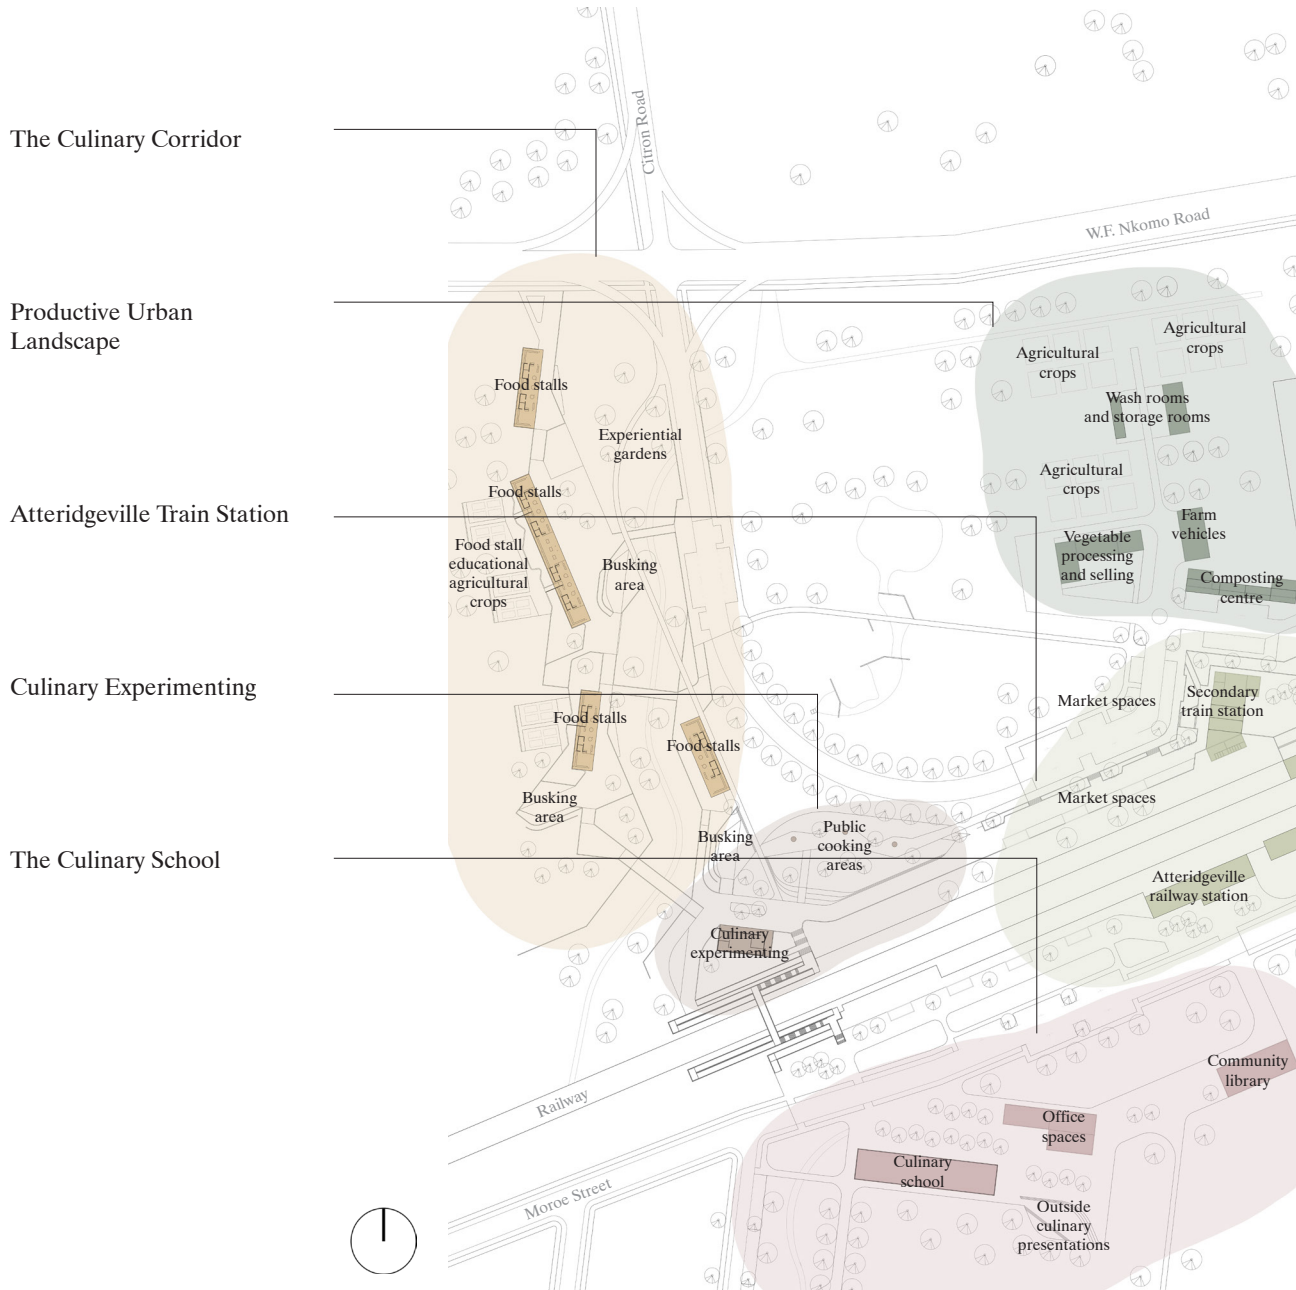 The Culinary Corridor
Productive Urban
Landscape
Atteridgeville Train Station
Culinary Experimenting
The Culinary School
Citron Road
W.F. Nkomo Road
Food stalls
Experiential
gardens
Food stalls
Food stall
educational
agricultural
crops
Busking
area
Food stalls
Food stalls
Busking
area
Busking
area
Public
cooking
areas
Culinary
experimenting
Agricultural
crops
Agricultural
crops
Wash rooms
and storage rooms
Agricultural
crops
Farm
vehicles
Vegetable
processing
and selling
Composting
centre
Market spaces
Secondary
train station
Market spaces
Atteridgeville
railway station
Community
library
Office
spaces
Culinary
school
Outside
culinary
presentations
Railway
Moroe Street